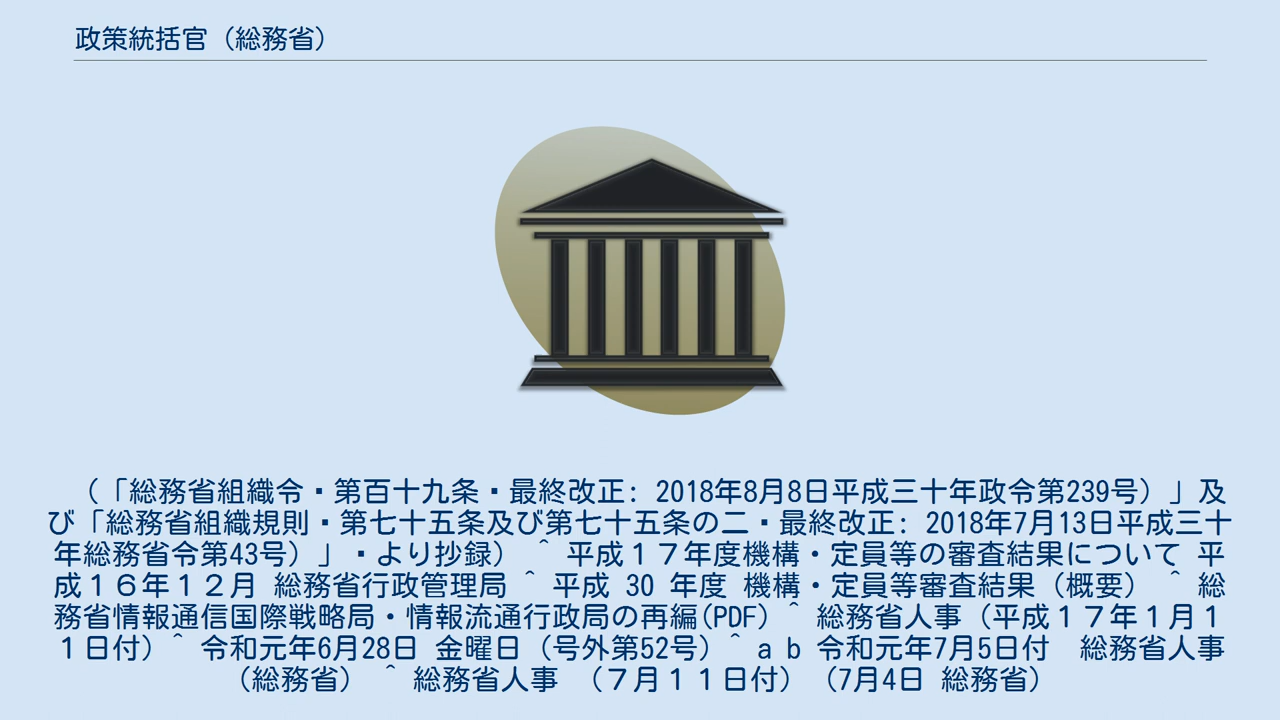 政策統括官（総務省）
（「総務省組織令・第百十九条・最終改正: 2018年8月8日平成三十年政令第239号）」及
び「総務省組織規則・第七十五条及び第七十五条の二・最終改正: 2018年7月13日平成三十
年総務省令第43号）」・より抄録） ^ 平成１７年度機構・定員等の審査結果について 平
成１６年１２月 総務省行政管理局 ^ 平成 30 年度 機構・定員等審査結果（概要） ^ 総
務省情報通信国際戦略局・情報流通行政局の再編(PDF) ^ 総務省人事（平成１７年１月１
１日付）^ 令和元年6月28日 金曜日（号外第52号）^ a b 令和元年7月5日付　総務省人事
（総務省） ^ 総務省人事 （７月１１日付）（7月4日 総務省）